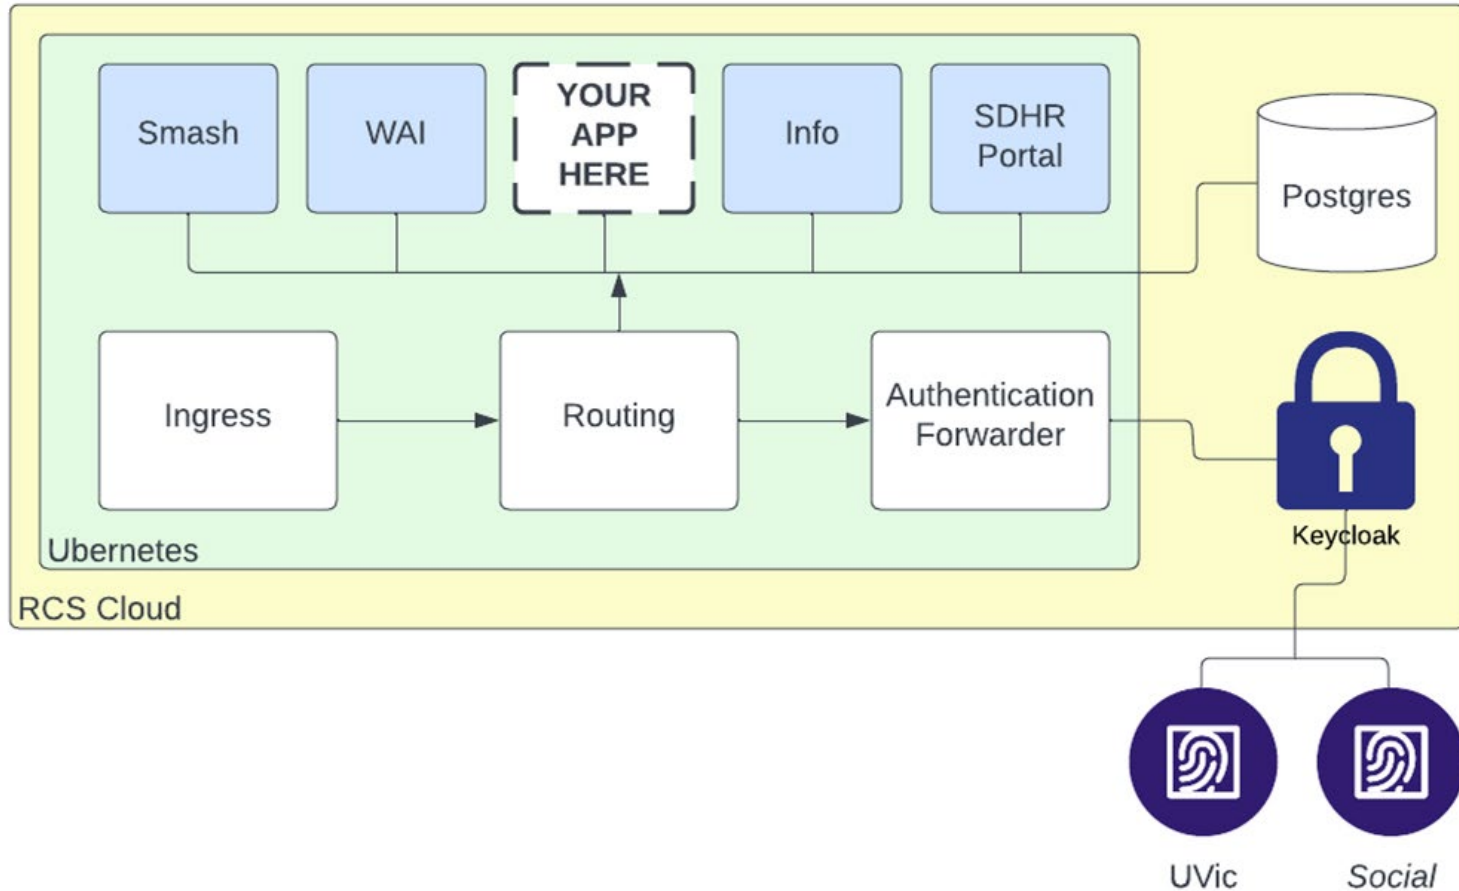 Smash
WAI
YOUR
APP
HERE
Info
SDHR
Portal
Postgres
Ingress
Routing
Authentication
Forwarder
Keycloak
Ubernetes
RCS Cloud
UVic
Social